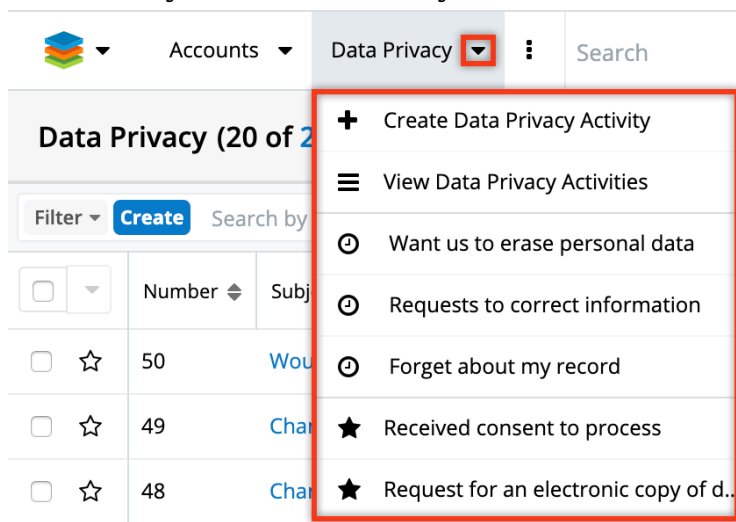 Accounts Data Privacy Search
Data Privacy (20 of 2
Create Data Privacy Activity
View Data Privacy Activities
Filter Create Search by
Want us to erase personal data
Number Subj
Requests to correct information
50 Wou
Forget about my record
49 Char
Received consent to process
48 Char
Request for an electronic copy of d..